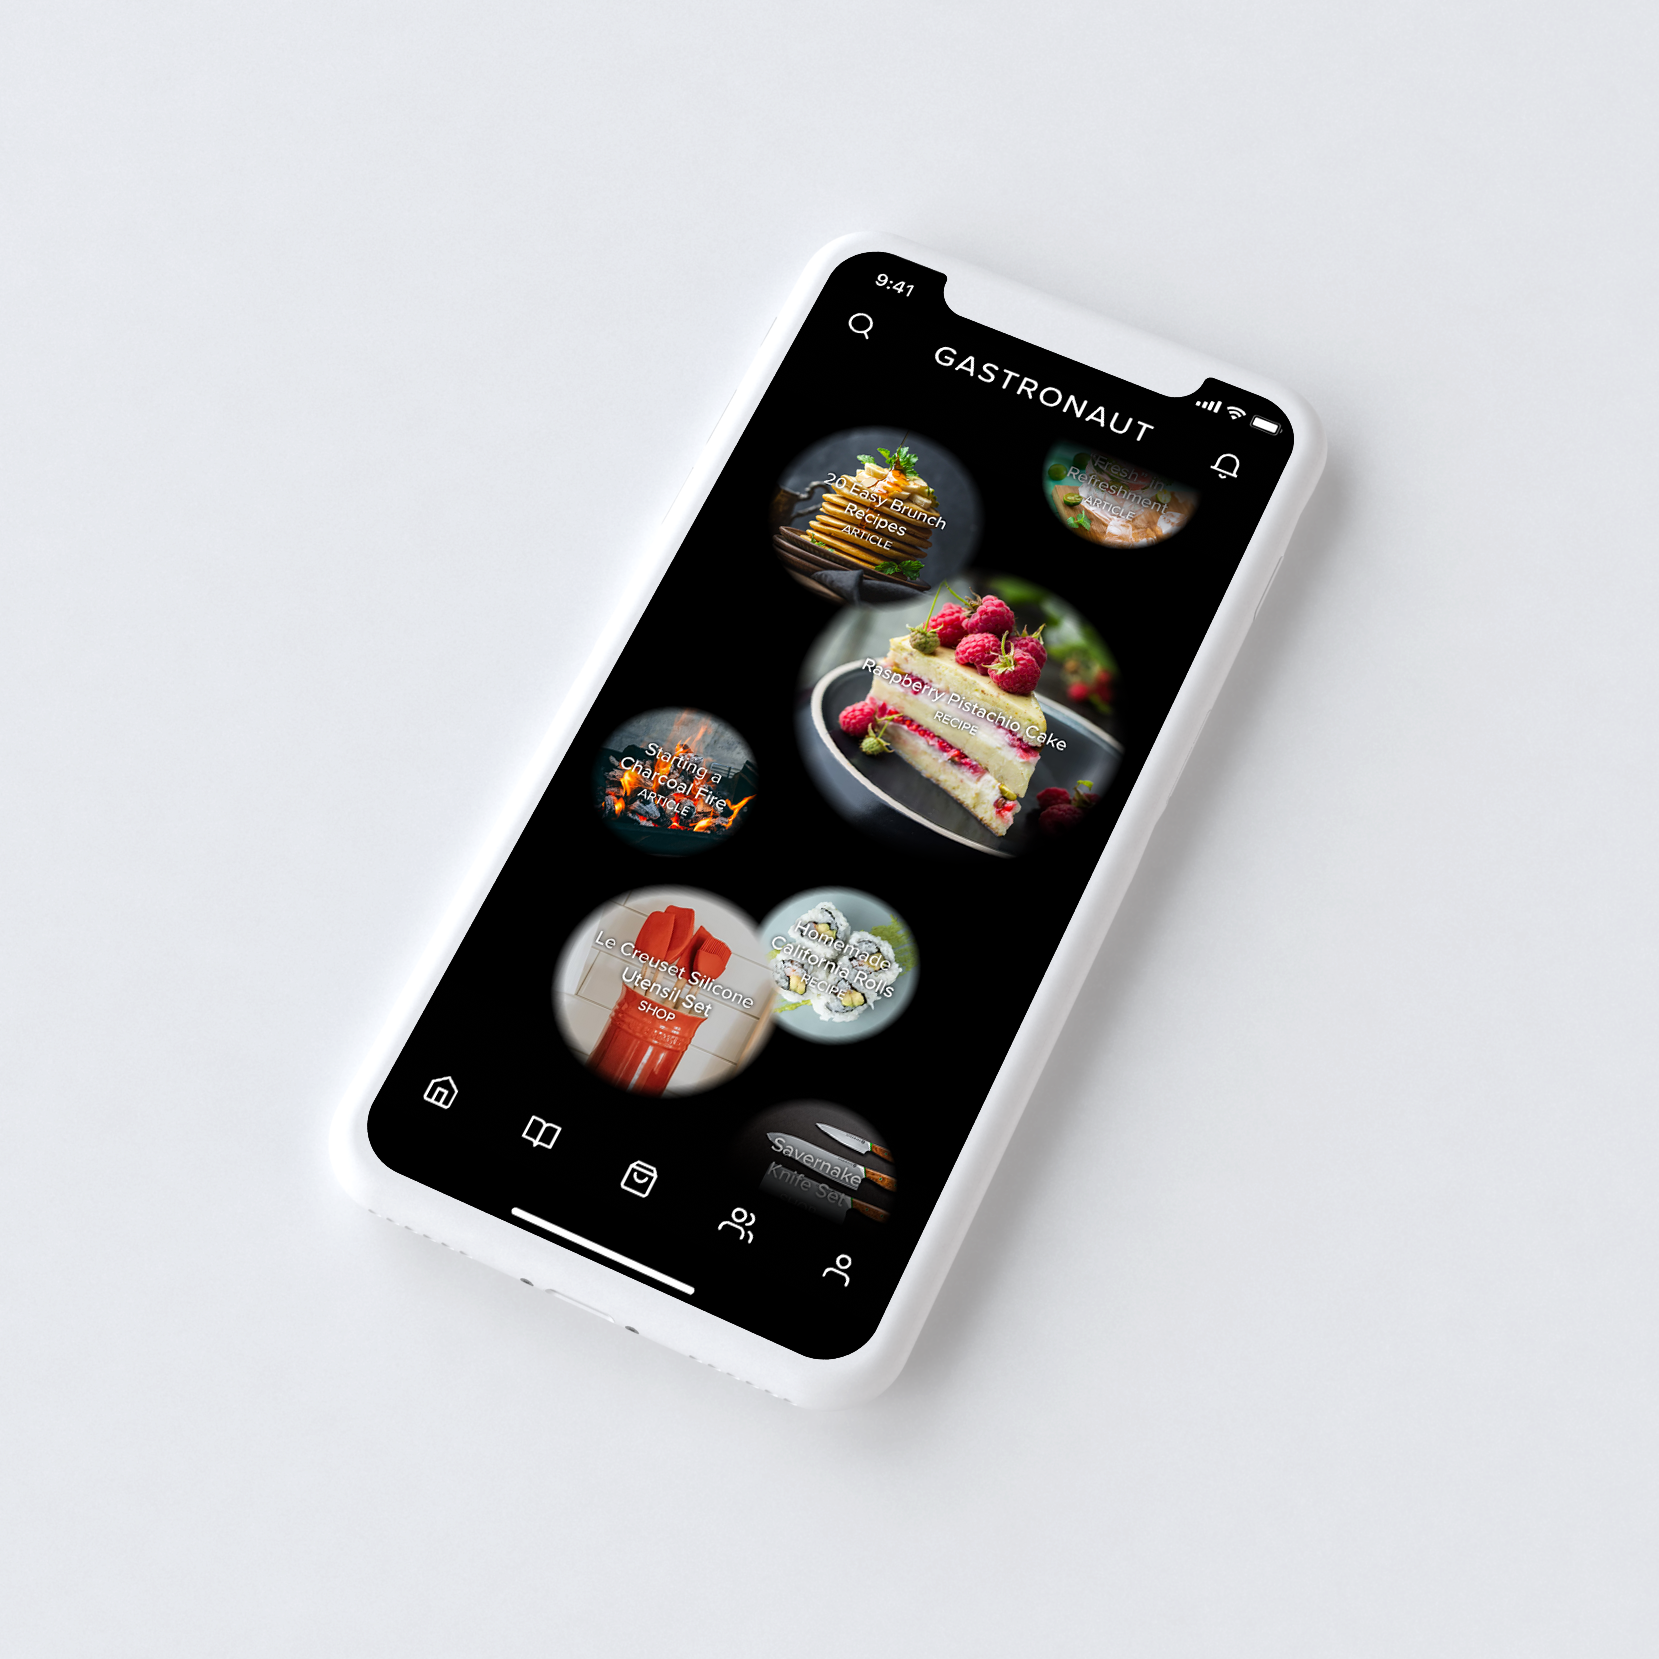 9:41
GASTRONAUT
20 Easy Brunch
Recipes
ARTICLE
Fresh
Refreshment
ARTICLE
Raspberry Pistachio Cake
RECIPE
Starting a
Charcoal Fire
ARTICLE
Le Creuset Silicone
Utensil Set
SHOP
Homemade
California Rolls
RECIPE
Savernake
Knife Set